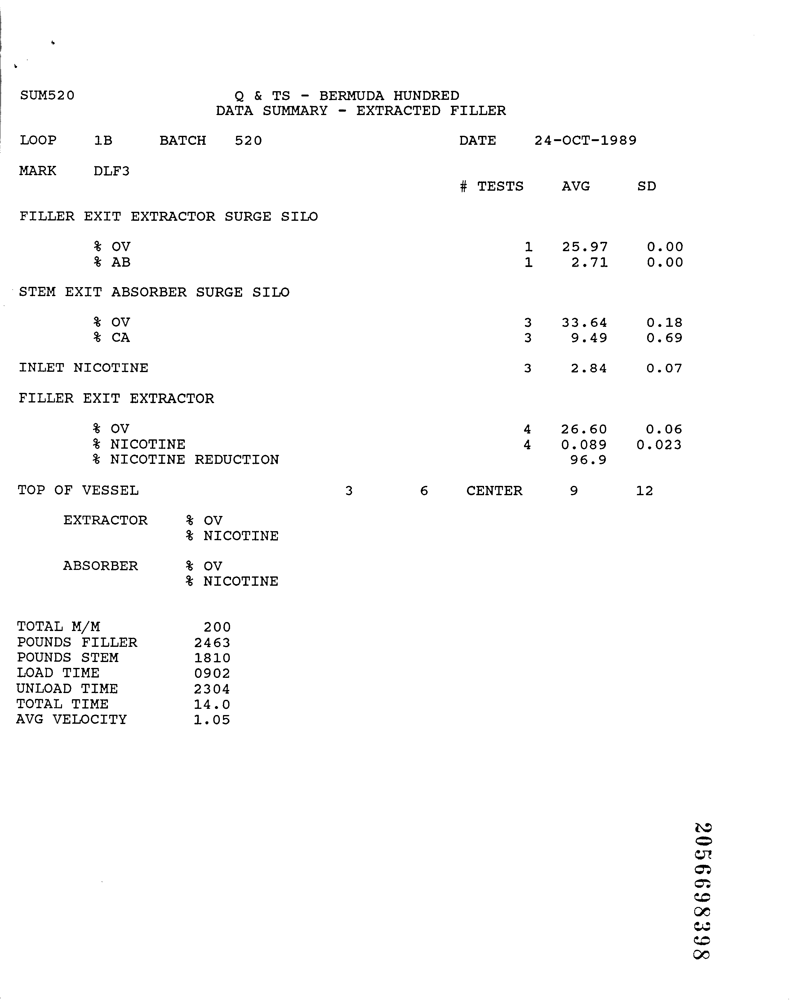 SUM520 Q & TS - BERMUDA HUNDRED
DATA SUMMARY - EXTRACTED FILLER
LOOP 1B BATCH 520 DATE 24-OCT-1989
MARK DLF3
# TESTS AVG SD
FILLER EXIT EXTRACTOR SURGE SILO
% OV 1 25.97 0.00
% AB 1 2.71 0.00
STEM EXIT ABSORBER SURGE SILO
% OV 3 33.64 0.18
% CA 3 9.49 0.69
INLET NICOTINE 3 2.84 0.07
FILLER EXIT EXTRACTOR
% OV 4 26.60 0.06
% NICOTINE 4 0.089 0.023
% NICOTINE REDUCTION 96.9
TOP OF VESSEL 3 6 CENTER 9 12
EXTRACTOR % OV
% NICOTINE
ABSORBER % OV
% NICOTINE
TOTAL M/M 200
POUNDS FILLER 2463
POUNDS STEM 1810
LOAD TIME 0902
UNLOAD TIME 2304
TOTAL TIME 14.0
AVG VELOCITY 1.05
2056698398